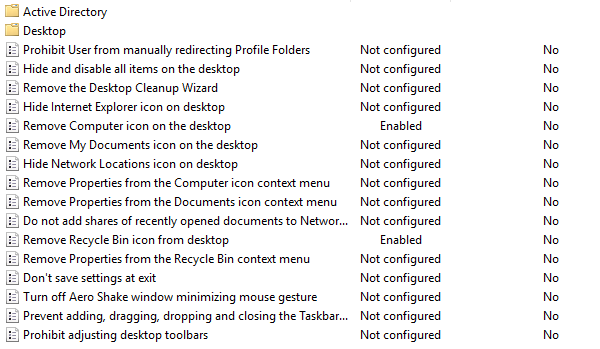 Active Directory
Desktop
Prohibit User from manually redirecting Profile Folders Not configured No
Hide and disable all items on the desktop Not configured No
Remove the Desktop Cleanup Wizard Not configured No
Hide Internet Explorer icon on desktop Not configured No
Remove Computer icon on the desktop Enabled No
Remove My Documents icon on the desktop Not configured No
Hide Network Locations icon on desktop Not configured No
Remove Properties from the Computer icon context menu Not configured No
Remove Properties from the Documents icon context menu Not configured No
Do not add shares of recently opened documents to Networ... Not configured No
Remove Recycle Bin icon from desktop Enabled No
Remove Properties from the Recycle Bin context menu Not configured No
Don't save settings at exit Not configured No
Turn off Aero Shake window minimizing mouse gesture Not configured No
Prevent adding, dragging, dropping and closing the Taskbar... Not configured No
Prohibit adjusting desktop toolbars Not configured No